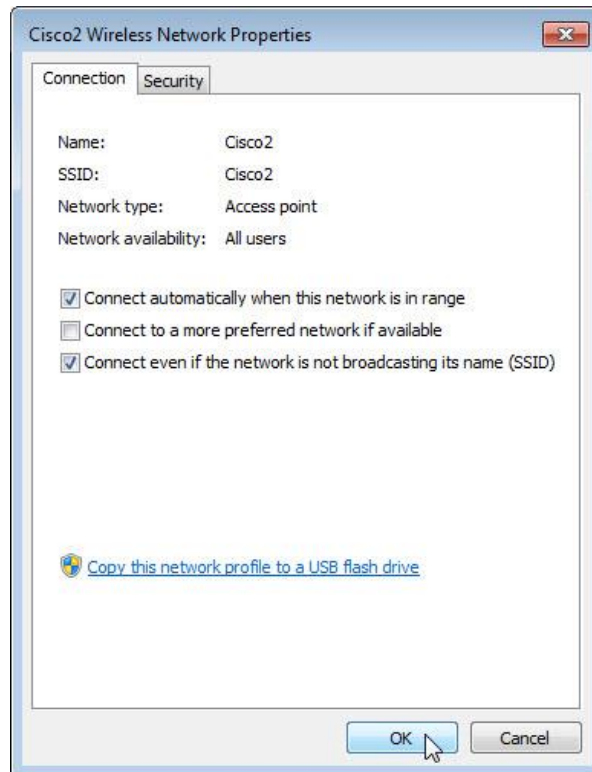 Cisco2 Wireless Network Properties
Connection Security
Name: Cisco2
SSID: Cisco2
Network type: Access point
Network availability: All users
Connect automatically when this network is in range
Connect to a more preferred network if available
Connect even if the network is not broadcasting its name (SSID)
Copy this network profile to a USB flash drive
OK Cancel